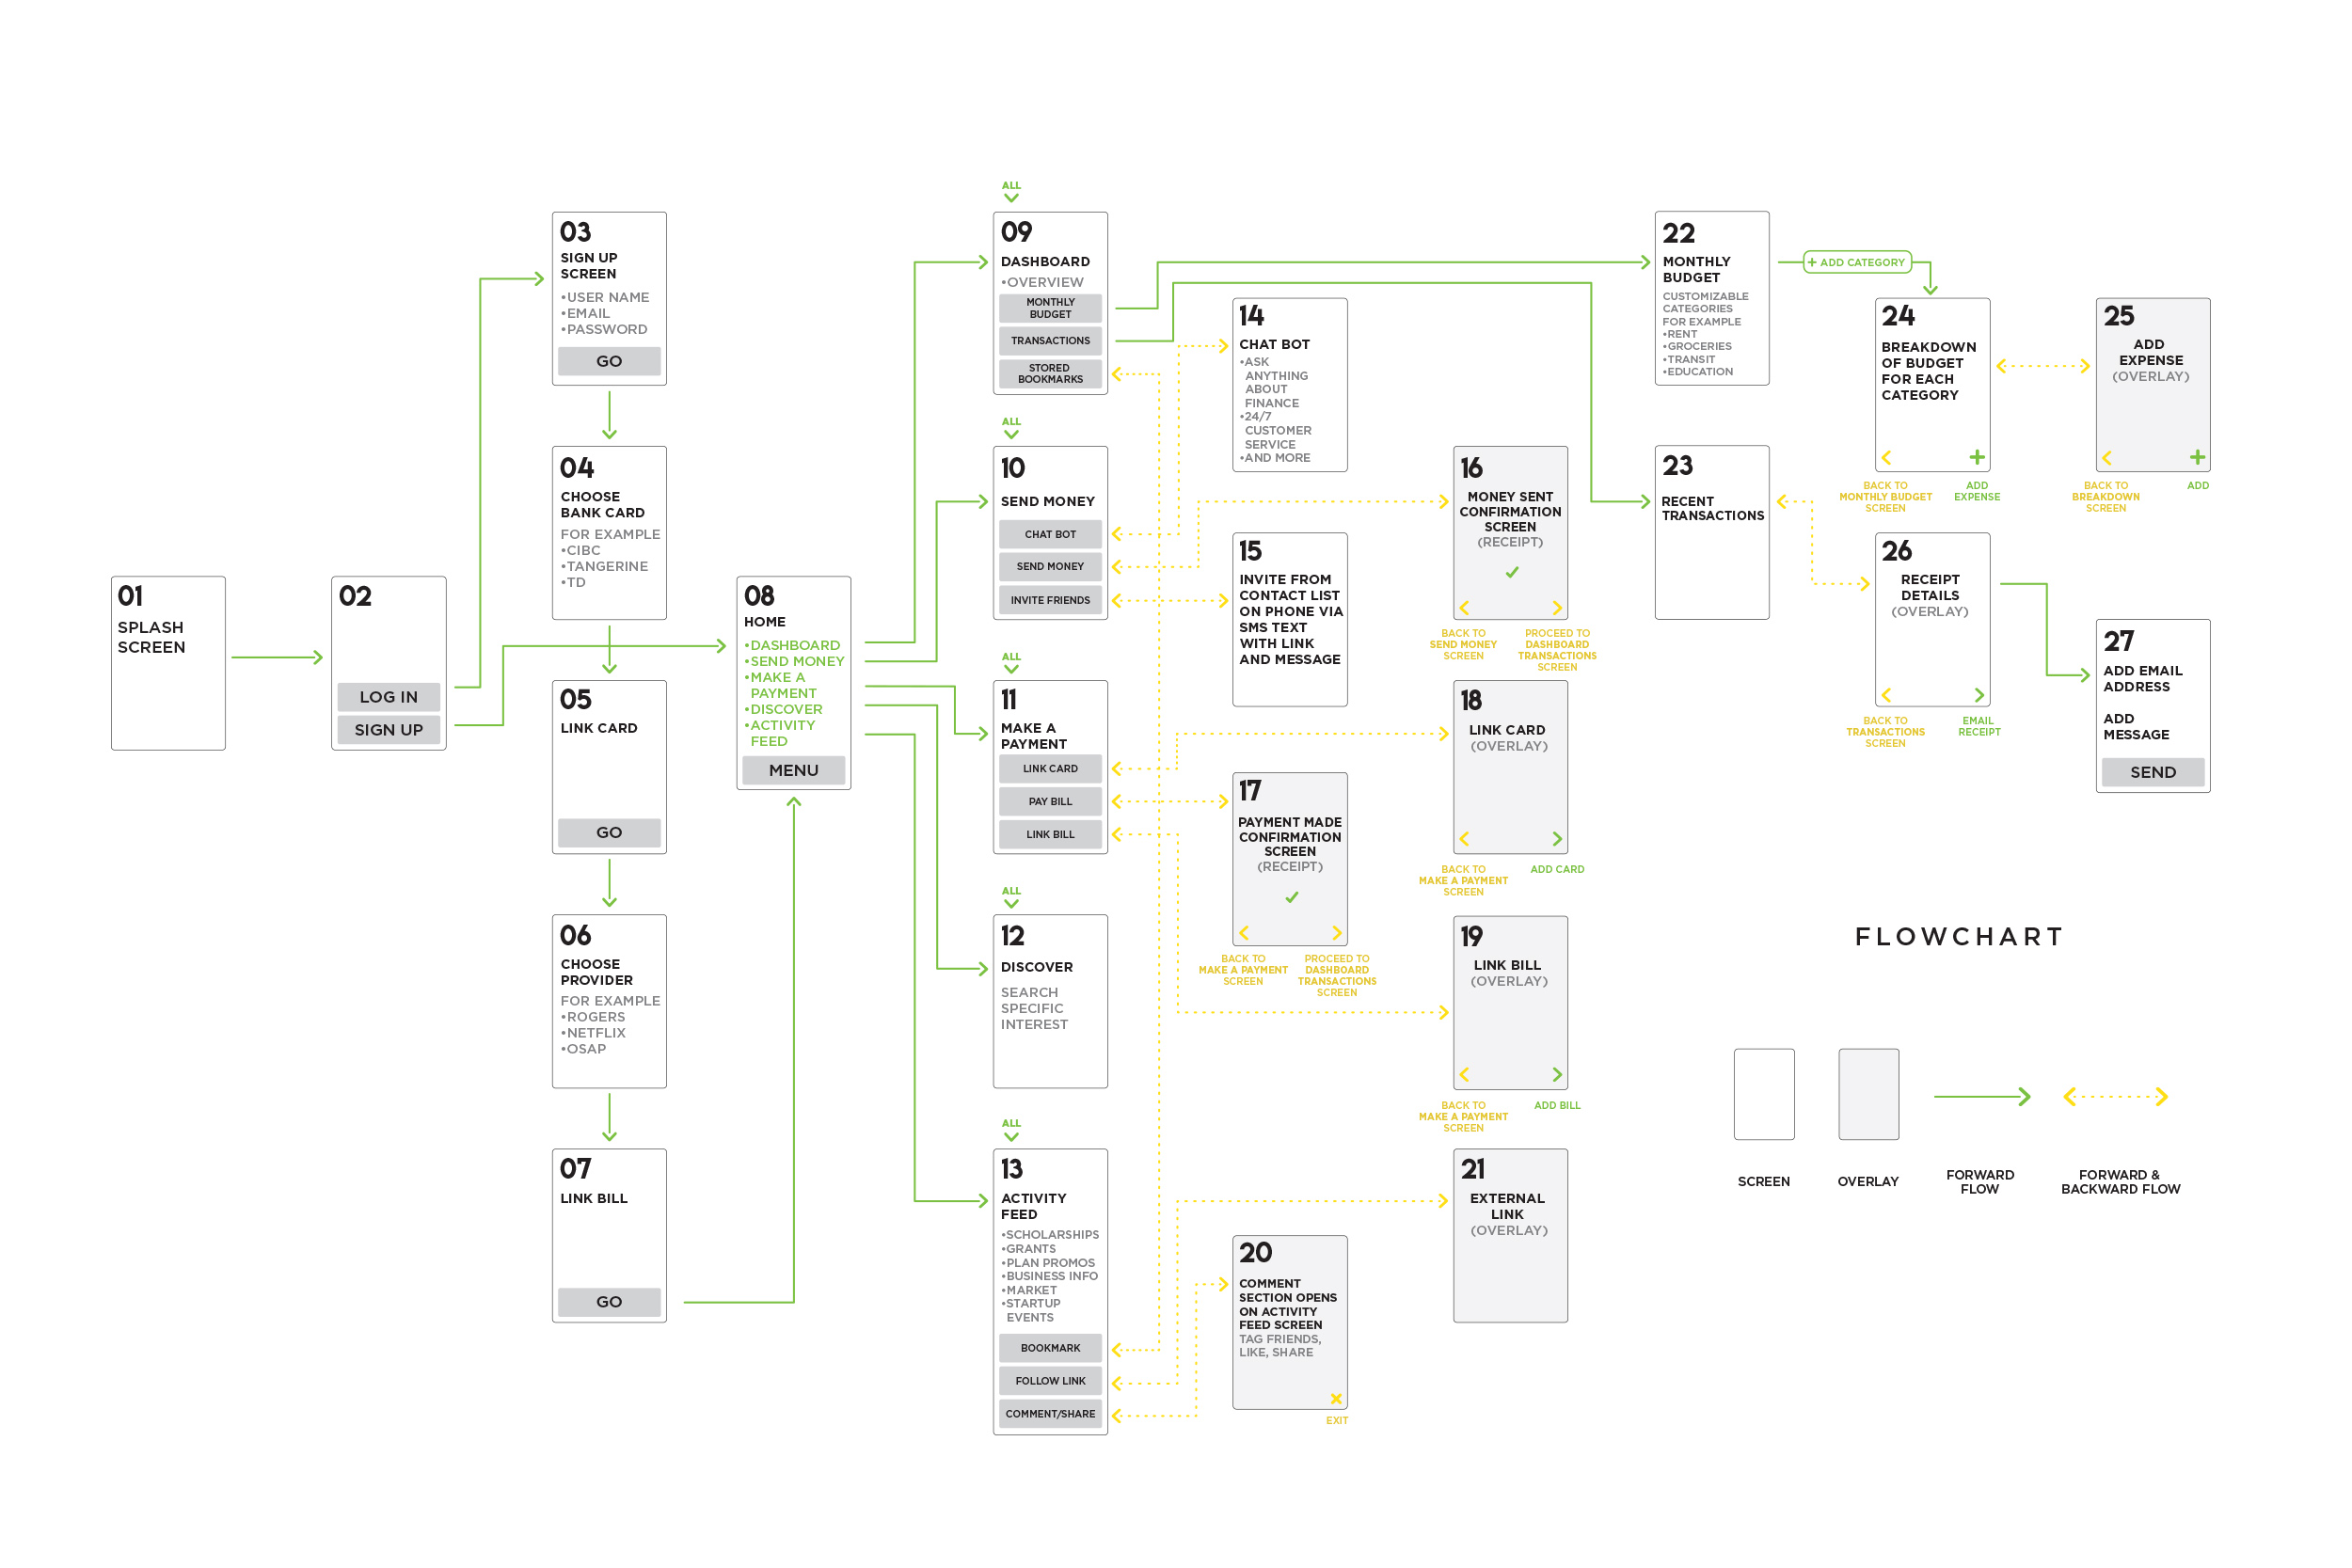 01
SPLASH
SCREEN
02
LOG IN
SIGN UP
03
SIGN UP
SCREEN
•USER NAME
•EMAIL
•PASSWORD
GO
04
CHOOSE
BANK CARD
FOR EXAMPLE
•CIBC
•TANGERINE
•TD
05
LINK CARD
GO
06
CHOOSE
PROVIDER
FOR EXAMPLE
•ROGERS
•NETFLIX
•OSAP
07
LINK BILL
GO
08
HOME
•DASHBOARD
•SEND MONEY
•MAKE A
PAYMENT
•DISCOVER
•ACTIVITY
FEED
MENU
ALL
09
DASHBOARD
•OVERVIEW
MONTHLY
BUDGET
TRANSACTIONS
STORED
BOOKMARKS
ALL
10
SEND MONEY
CHAT BOT
SEND MONEY
INVITE FRIENDS
ALL
11
MAKE A
PAYMENT
LINK CARD
PAY BILL
LINK BILL
ALL
12
DISCOVER
SEARCH
SPECIFIC
INTEREST
ALL
13
ACTIVITY
FEED
•SCHOLARSHIPS
•GRANTS
•PLAN PROMOS
•BUSINESS INFO
•MARKET
•STARTUP
EVENTS
BOOKMARK
FOLLOW LINK
COMMENT/SHARE
14
CHAT BOT
•ASK
ANYTHING
ABOUT
FINANCE
•24/7
CUSTOMER
SERVICE
•AND MORE
15
INVITE FROM
CONTACT LIST
ON PHONE VIA
SMS TEXT
WITH LINK
AND MESSAGE
16
MONEY SENT
CONFIRMATION
SCREEN
(RECEIPT)
BACK TO
SEND MONEY
SCREEN
PROCEED TO
DASHBOARD
TRANSACTIONS
SCREEN
17
PAYMENT MADE
CONFIRMATION
SCREEN
(RECEIPT)
BACK TO
MAKE A PAYMENT
SCREEN
PROCEED TO
DASHBOARD
TRANSACTIONS
SCREEN
18
LINK CARD
(OVERLAY)
BACK TO
MAKE A PAYMENT
SCREEN
ADD CARD
19
LINK BILL
(OVERLAY)
BACK TO
MAKE A PAYMENT
SCREEN
ADD BILL
20
COMMENT
SECTION OPENS
ON ACTIVITY
FEED SCREEN
TAG FRIENDS,
LIKE, SHARE
EXIT
21
EXTERNAL
LINK
(OVERLAY)
22
MONTHLY
BUDGET
CUSTOMIZABLE
CATEGORIES
FOR EXAMPLE
•RENT
•GROCERIES
•TRANSIT
•EDUCATION
+ ADD CATEGORY
23
RECENT
TRANSACTIONS
24
BREAKDOWN
OF BUDGET
FOR EACH
CATEGORY
BACK TO
MONTHLY BUDGET
SCREEN
ADD
EXPENSE
25
ADD
EXPENSE
(OVERLAY)
BACK TO
BREAKDOWN
SCREEN
ADD
26
RECEIPT
DETAILS
(OVERLAY)
BACK TO
TRANSACTIONS
SCREEN
EMAIL
RECEIPT
27
ADD EMAIL
ADDRESS
ADD
MESSAGE
SEND
FLOWCHART
SCREEN
OVERLAY
FORWARD
FLOW
FORWARD &
BACKWARD FLOW